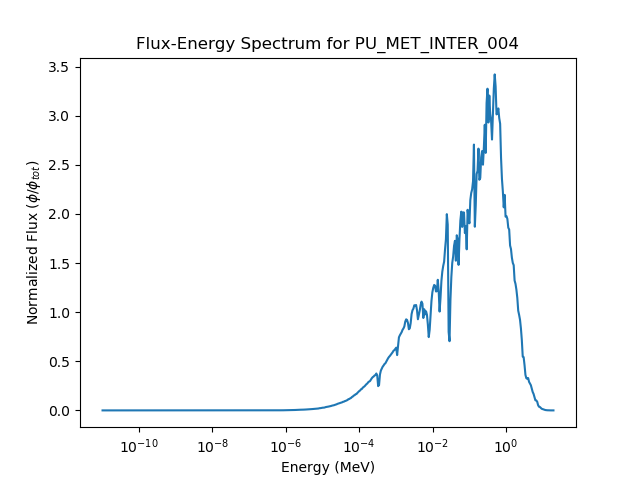 Flux-Energy Spectrum for PU_MET_INTER_004
Normalized Flux (ϕ/ϕ_tot)
3.5
3.0
2.5
2.0
1.5
1.0
0.5
0.0
10⁻¹⁰ 10⁻⁸ 10⁻⁶ 10⁻⁴ 10⁻² 10⁰
Energy (MeV)